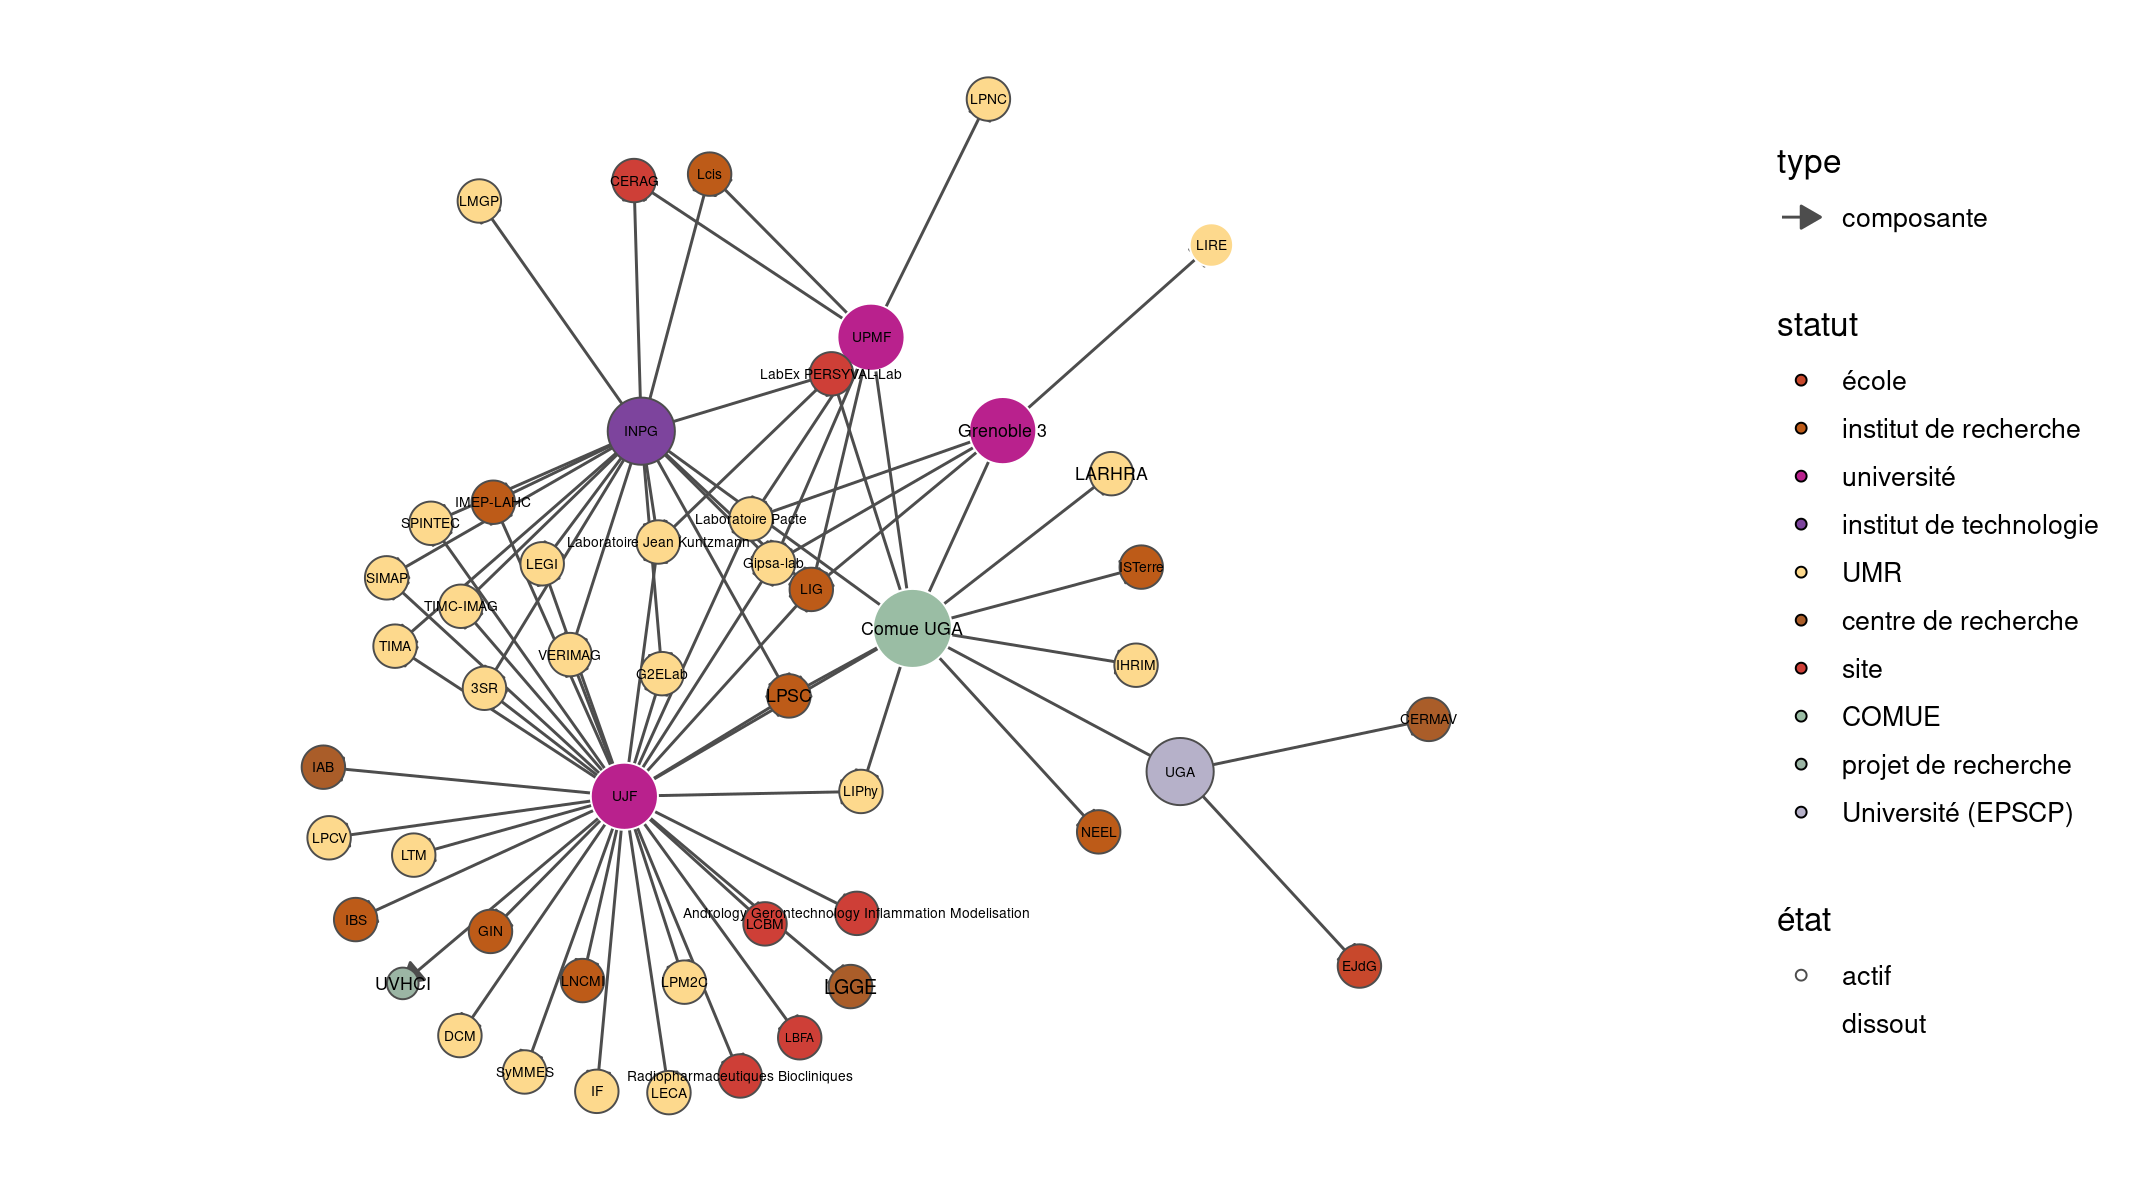 LPNC
CERAG
Lcis
LMGP
LIRE
UPMF
LabEx PERSYVAL-Lab
INPG
Grenoble 3
LARHRA
IMEP-LAHC
SPINTEC
Laboratoire Pacte
Laboratoire Jean Kuntzmann
LEGI
Gipsa-lab
ISTerre
SIMAP
LIG
TIMC-IMAG
Comue UGA
TIMA
VERIMAG
IHRIM
G2ELab
3SR
LPSC
CERMAV
IAB
UGA
LIPhy
UJF
LPCV
NEEL
LTM
IBS
Andrology Gerontechnology Inflammation Modelisation
LCBM
GIN
EJdG
LNCMI
LPM2C
UVHCI
LGGE
DCM
LBFA
SyMMES
Radiopharmaceutiques Biocliniques
IF
LECA
type
composante
statut
école
institut de recherche
université
institut de technologie
UMR
centre de recherche
site
COMUE
projet de recherche
Université (EPSCP)
état
actif
dissout